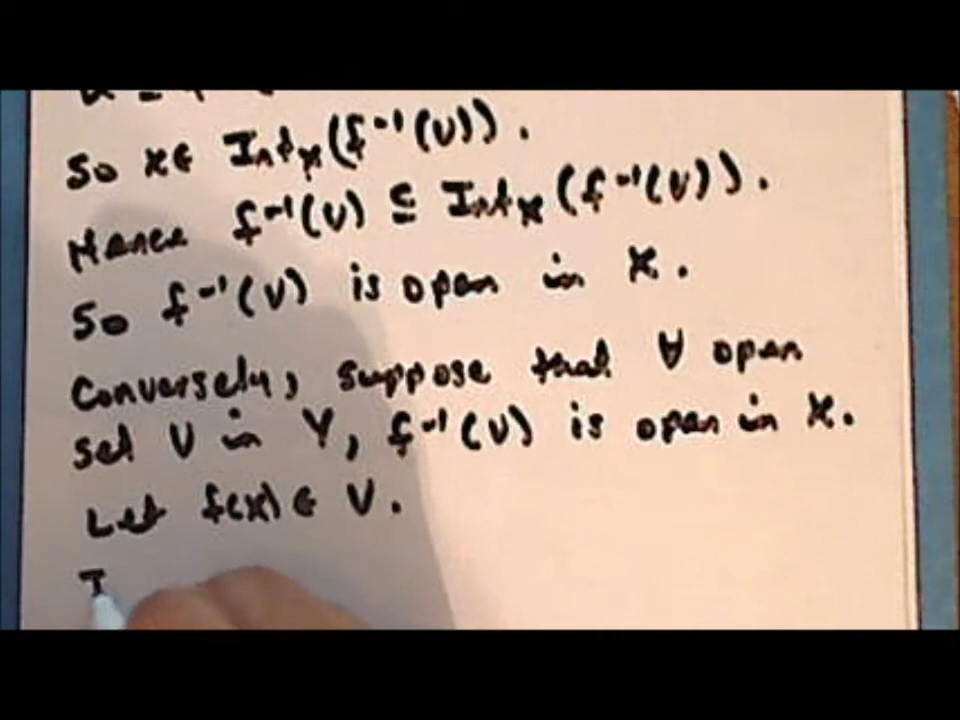 So x ∈ Int_X(f⁻¹(V)).
Hence f⁻¹(V) ⊆ Int_X(f⁻¹(V)).
So f⁻¹(V) is open in X.
Conversely, suppose that ∀ open
set V in Y, f⁻¹(V) is open in X.
Let f(x) ∈ V.